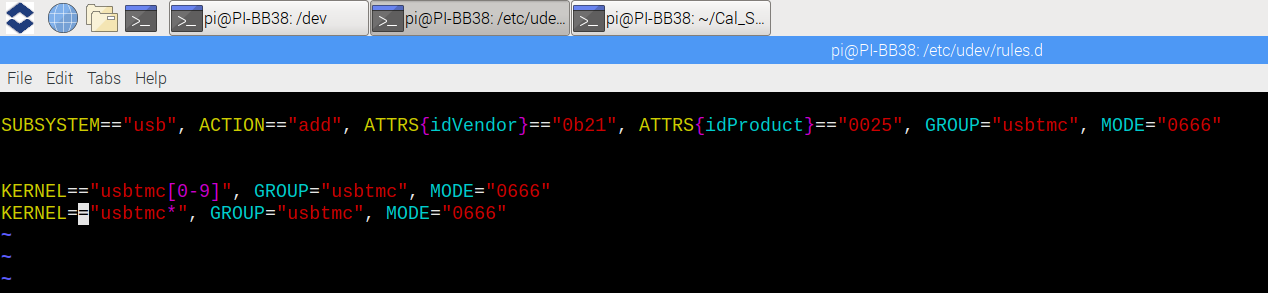 pi@PI-BB38: /dev
pi@PI-BB38: /etc/ude...
pi@PI-BB38: ~/Cal_S...
pi@PI-BB38: /etc/udev/rules.d
File Edit Tabs Help
SUBSYSTEM=="usb", ACTION=="add", ATTRS{idVendor}=="0b21", ATTRS{idProduct}=="0025", GROUP="usbtmc", MODE="0666"
KERNEL=="usbtmc[0-9]", GROUP="usbtmc", MODE="0666"
KERNEL=="usbtmc*", GROUP="usbtmc", MODE="0666"
~
~
~